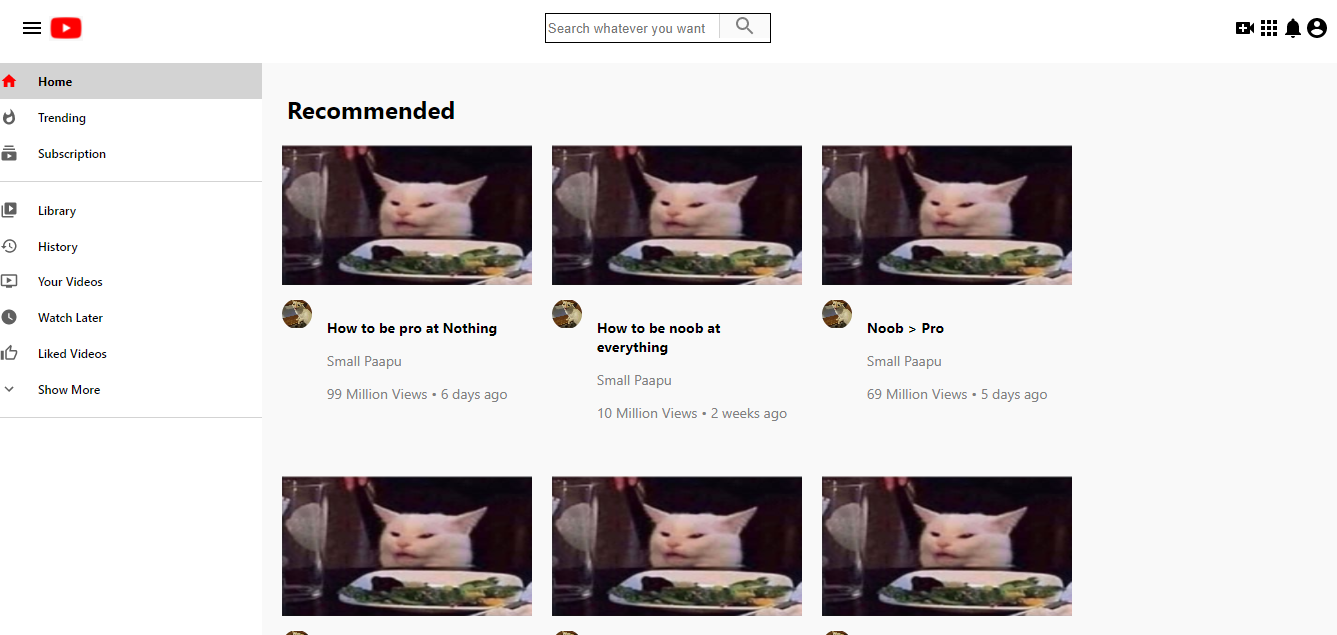 Search whatever you want
Home
Trending
Subscription
Library
History
Your Videos
Watch Later
Liked Videos
Show More
Recommended
How to be pro at Nothing
Small Paapu
99 Million Views • 6 days ago
How to be noob at
everything
Small Paapu
10 Million Views • 2 weeks ago
Noob > Pro
Small Paapu
69 Million Views • 5 days ago